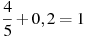 4/5 + 0,2 = 1